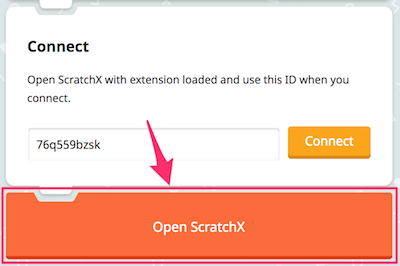 Connect
Open ScratchX with extension loaded and use this ID when you
connect.
76q559bzsk
Connect
Open ScratchX